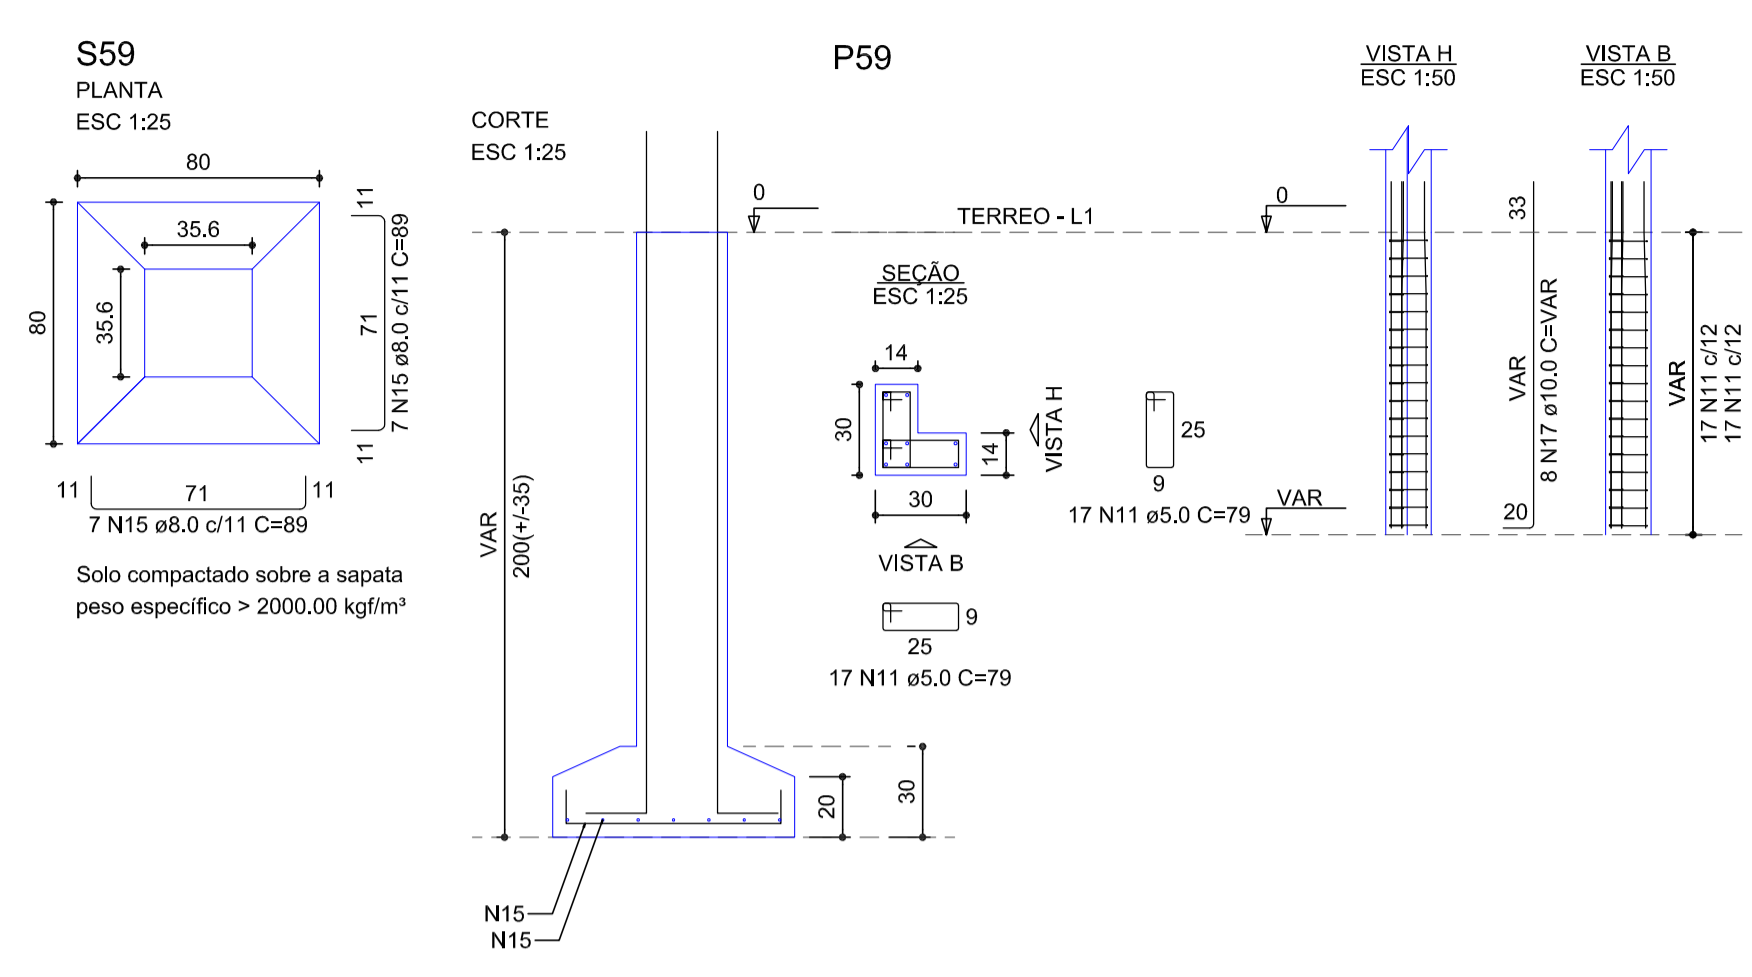 S59
PLANTA
ESC 1:25
80
80
35.6
35.6
11
71
11
7 N15 ø8.0 c/11 C=89
11
71
11
7 N15 ø8.0 c/11 C=89
Solo compactado sobre a sapata
peso específico > 2000.00 kgf/m³
P59
CORTE
ESC 1:25
0
TERREO - L1
VAR
200(+/-35)
20
30
N15
N15
SEÇÃO
ESC 1:25
14
30
14
30
VISTA H
VISTA B
25
9
17 N11 ø5.0 C=79
9
25
17 N11 ø5.0 C=79
VISTA H
ESC 1:50
0
VAR
33
VAR
8 N17 ø10.0 C=VAR
20
VISTA B
ESC 1:50
VAR
17 N11 c/12
17 N11 c/12